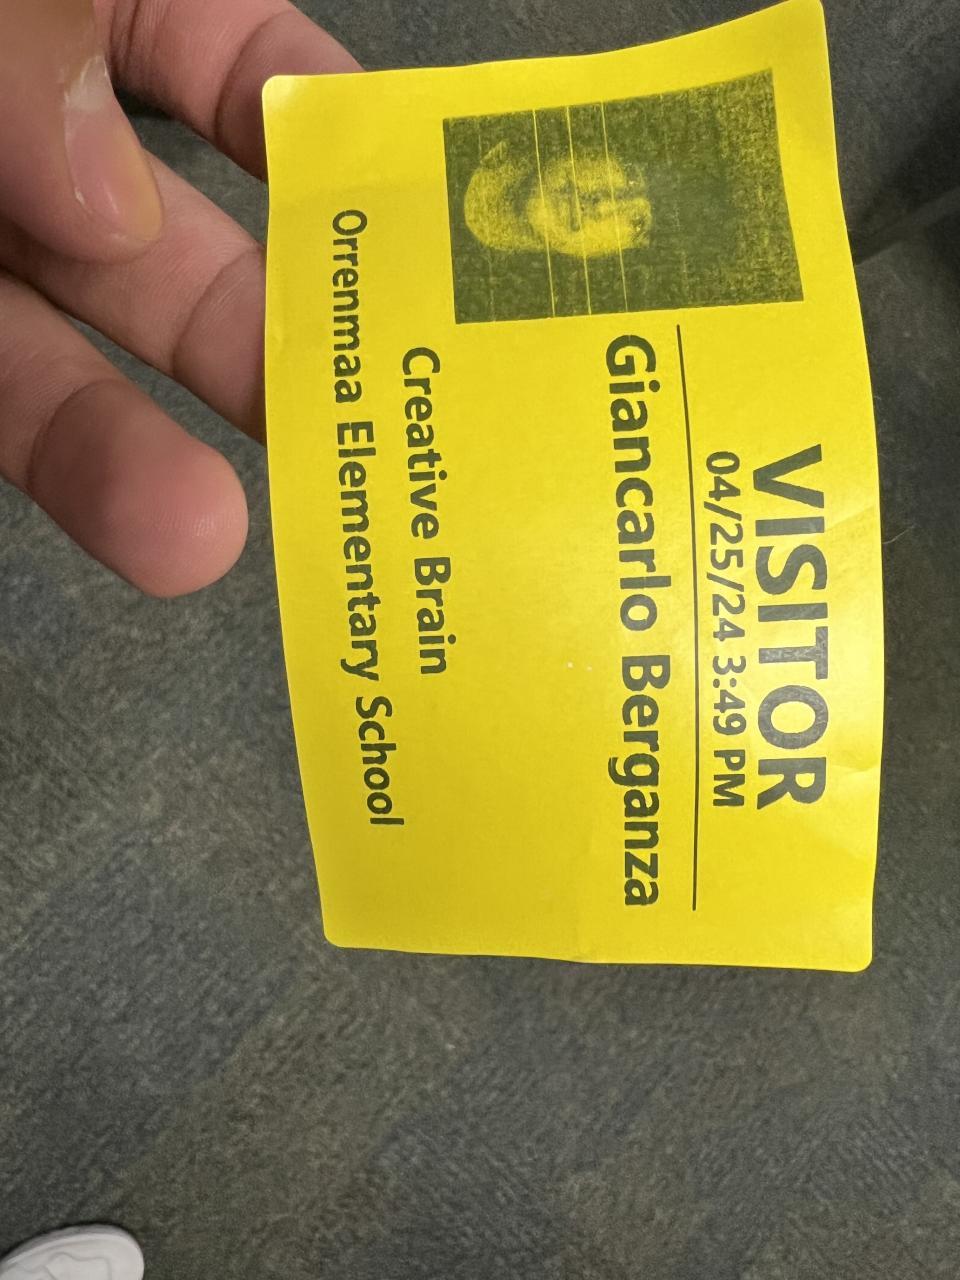 VISITOR
04/25/24 3:49 PM
Giancarlo Berganza
Creative Brain
Orrenmaa Elementary School